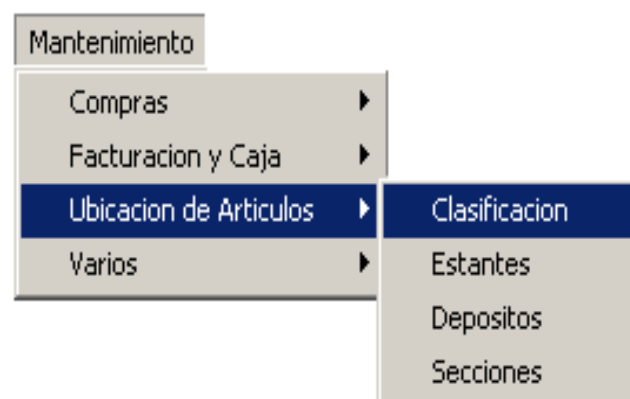 Mantenimiento
Compras
Facturacion y Caja
Ubicacion de Articulos
Clasificacion
Varios
Estantes
Depositos
Secciones